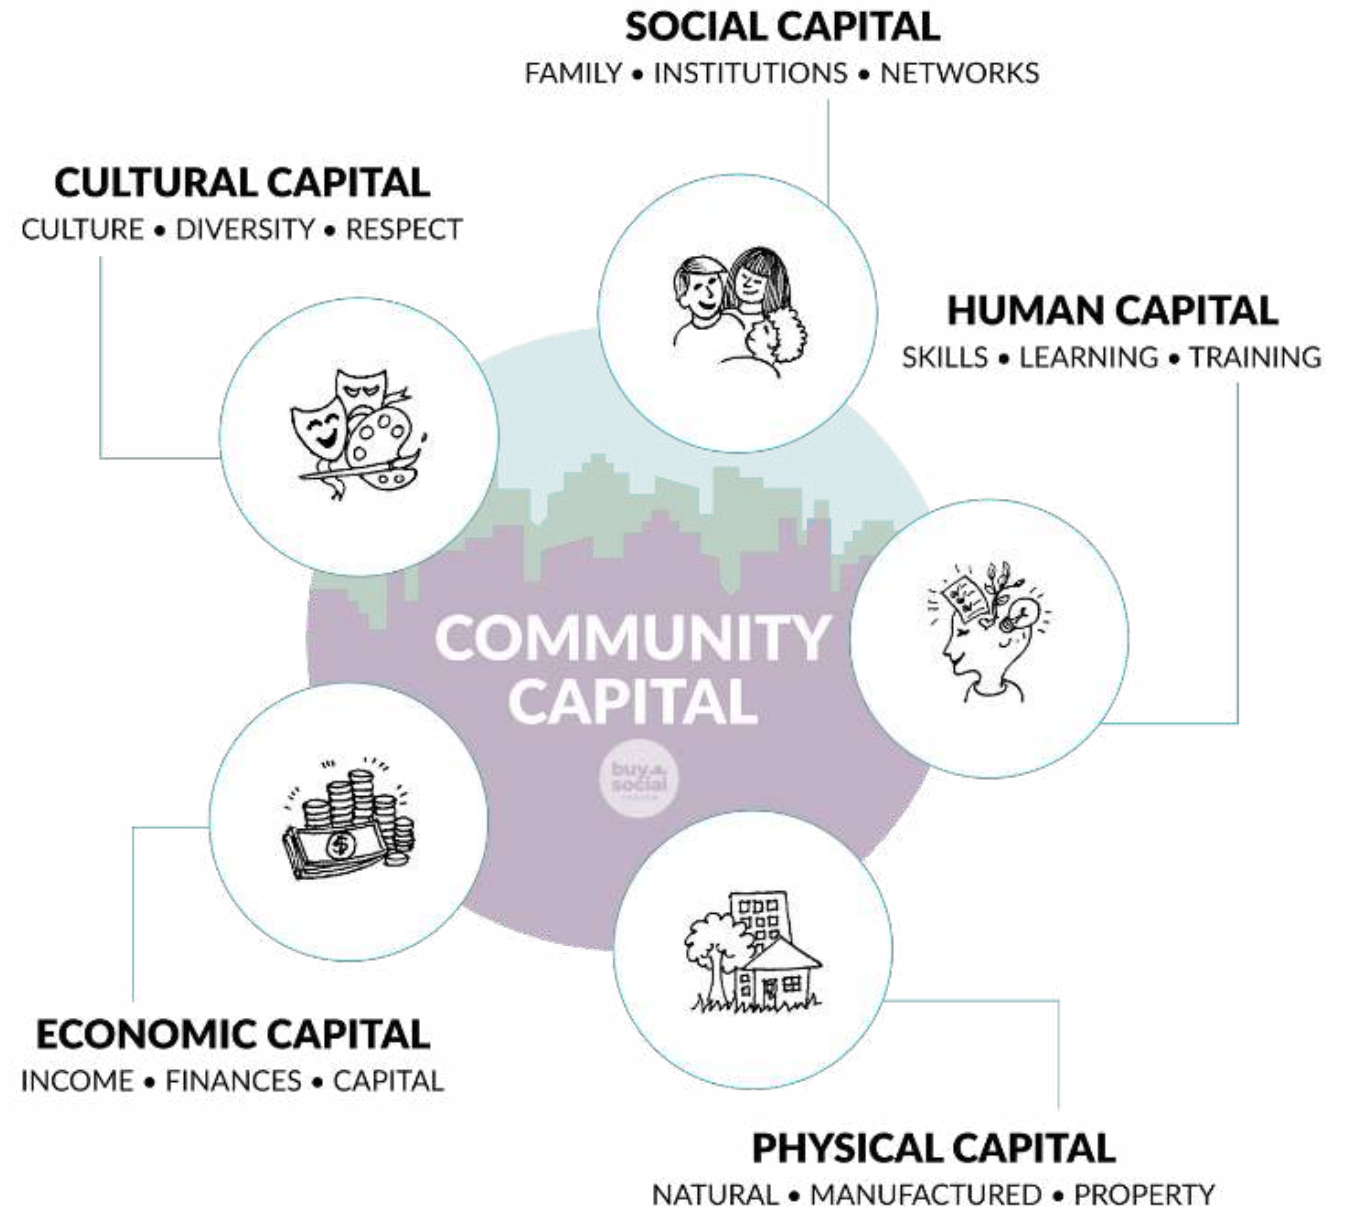 SOCIAL CAPITAL
FAMILY • INSTITUTIONS • NETWORKS
CULTURAL CAPITAL
CULTURE • DIVERSITY • RESPECT
HUMAN CAPITAL
SKILLS • LEARNING • TRAINING
COMMUNITY
CAPITAL
buy
social
$
ECONOMIC CAPITAL
INCOME • FINANCES • CAPITAL
PHYSICAL CAPITAL
NATURAL • MANUFACTURED • PROPERTY